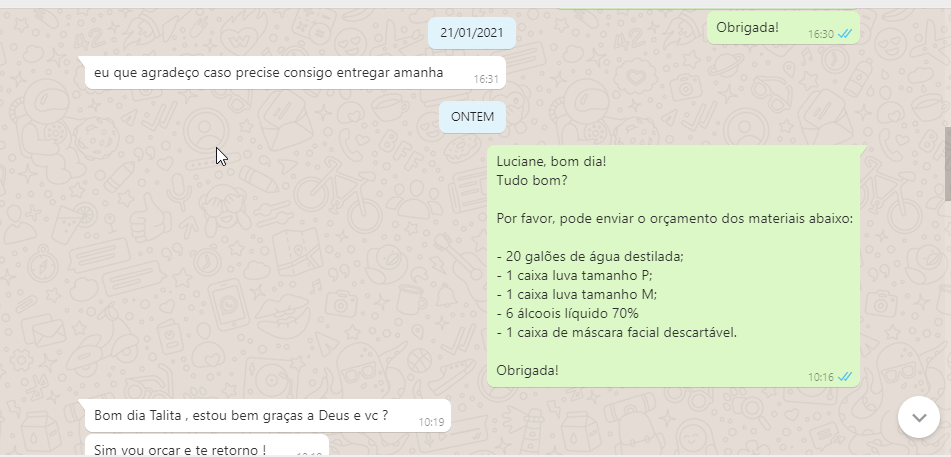 Obrigada!
16:30
21/01/2021
eu que agradeço caso precise consigo entregar amanha
16:31
ONTEM
Luciane, bom dia!
Tudo bom?
Por favor, pode enviar o orçamento dos materiais abaixo:
- 20 galões de água destilada;
- 1 caixa luva tamanho P;
- 1 caixa luva tamanho M;
- 6 álcoois líquido 70%
- 1 caixa de máscara facial descartável.
Obrigada!
10:16
Bom dia Talita , estou bem graças a Deus e vc ?
10:19
Sim vou orçar e te retorno !